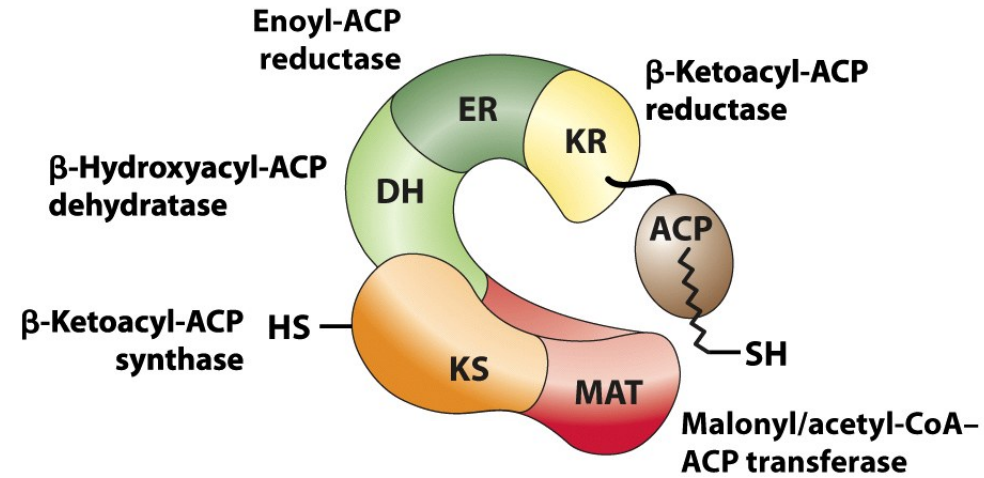 Enoyl-ACP
reductase
β-Ketoacyl-ACP
reductase
ER
KR
β-Hydroxyacyl-ACP
dehydratase
DH
ACP
β-Ketoacyl-ACP
synthase
HS
SH
KS
MAT
Malonyl/acetyl-CoA–
ACP transferase